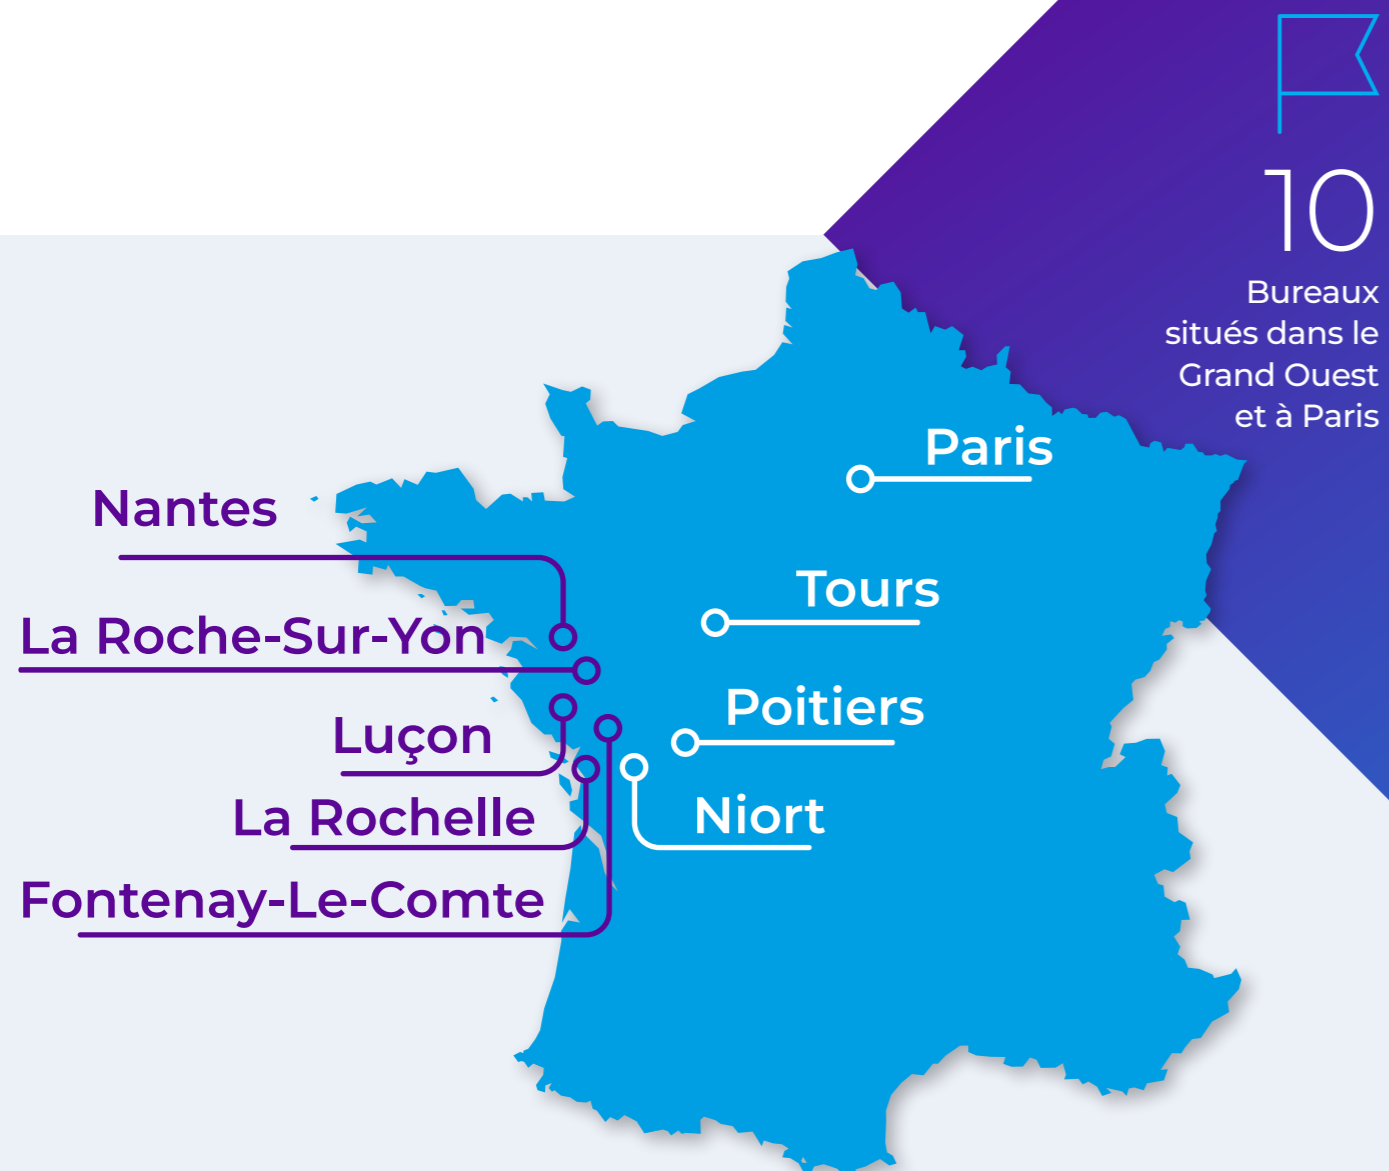 10
Bureaux
situés dans le
Grand Ouest
et à Paris
Paris
Nantes
Tours
La Roche-Sur-Yon
Poitiers
Luçon
La Rochelle
Niort
Fontenay-Le-Comte